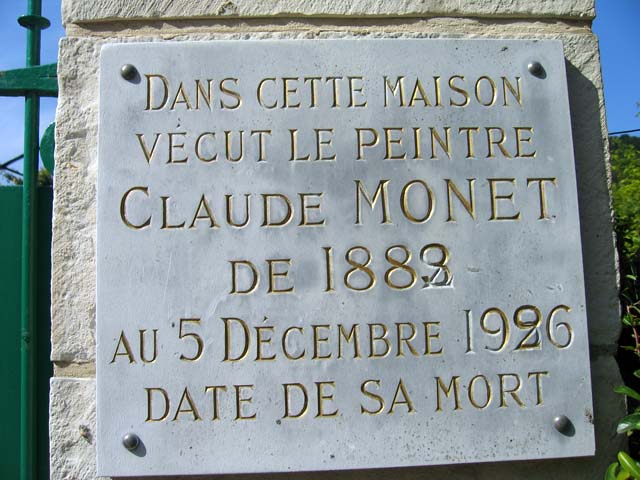 DANS CETTE MAISON
VÉCUT LE PEINTRE
CLAUDE MONET
DE 1883
AU 5 DÉCEMBRE 1926
DATE DE SA MORT